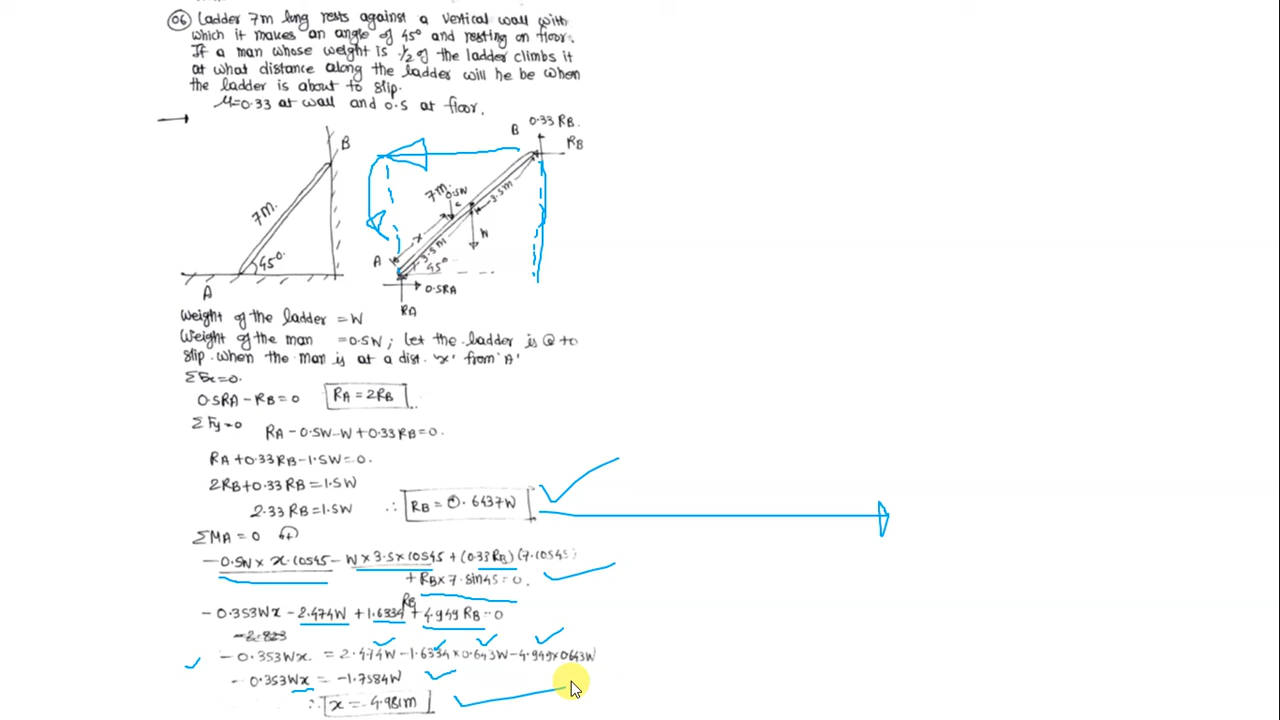 06 Ladder 7m long rests against a vertical wall with
which it makes an angle of 45° and resting on floor.
If a man whose weight is 1/2 of the ladder climbs it
at what distance along the ladder will he be when
the ladder is about to slip.
μ=0.33 at wall and 0.5 at floor.
B
7m.
45°.
A
B
0.33 RB.
RB
7m.
0.5W
C
3.5m
x
3.5m
W
A
45°
0.5RA
RA
Weight of the ladder = W
Weight of the man = 0.5W; Let the ladder is @ to
slip. when the man is at a dist. 'x' from 'A'
ΣFx=0.
0.5RA - RB = 0 RA = 2RB
ΣFy=0 RA - 0.5W - W + 0.33RB = 0.
RA + 0.33RB - 1.5W = 0.
2RB + 0.33RB = 1.5W
2.33RB = 1.5W ∴ RB = 0.6437W
ΣMA = 0
-0.5W × x.cos45 - W × 3.5 × cos45 + (0.33RB)(7.cos45)
+ RB × 7.sin45 = 0.
-0.353Wx - 2.474W + 1.6334 RB + 4.949 RB = 0
-2.823
-0.353Wx. = 2.474W - 1.6334 × 0.643W - 4.949×0.643W
-0.353Wx = -1.7584W
∴ x = 4.981m